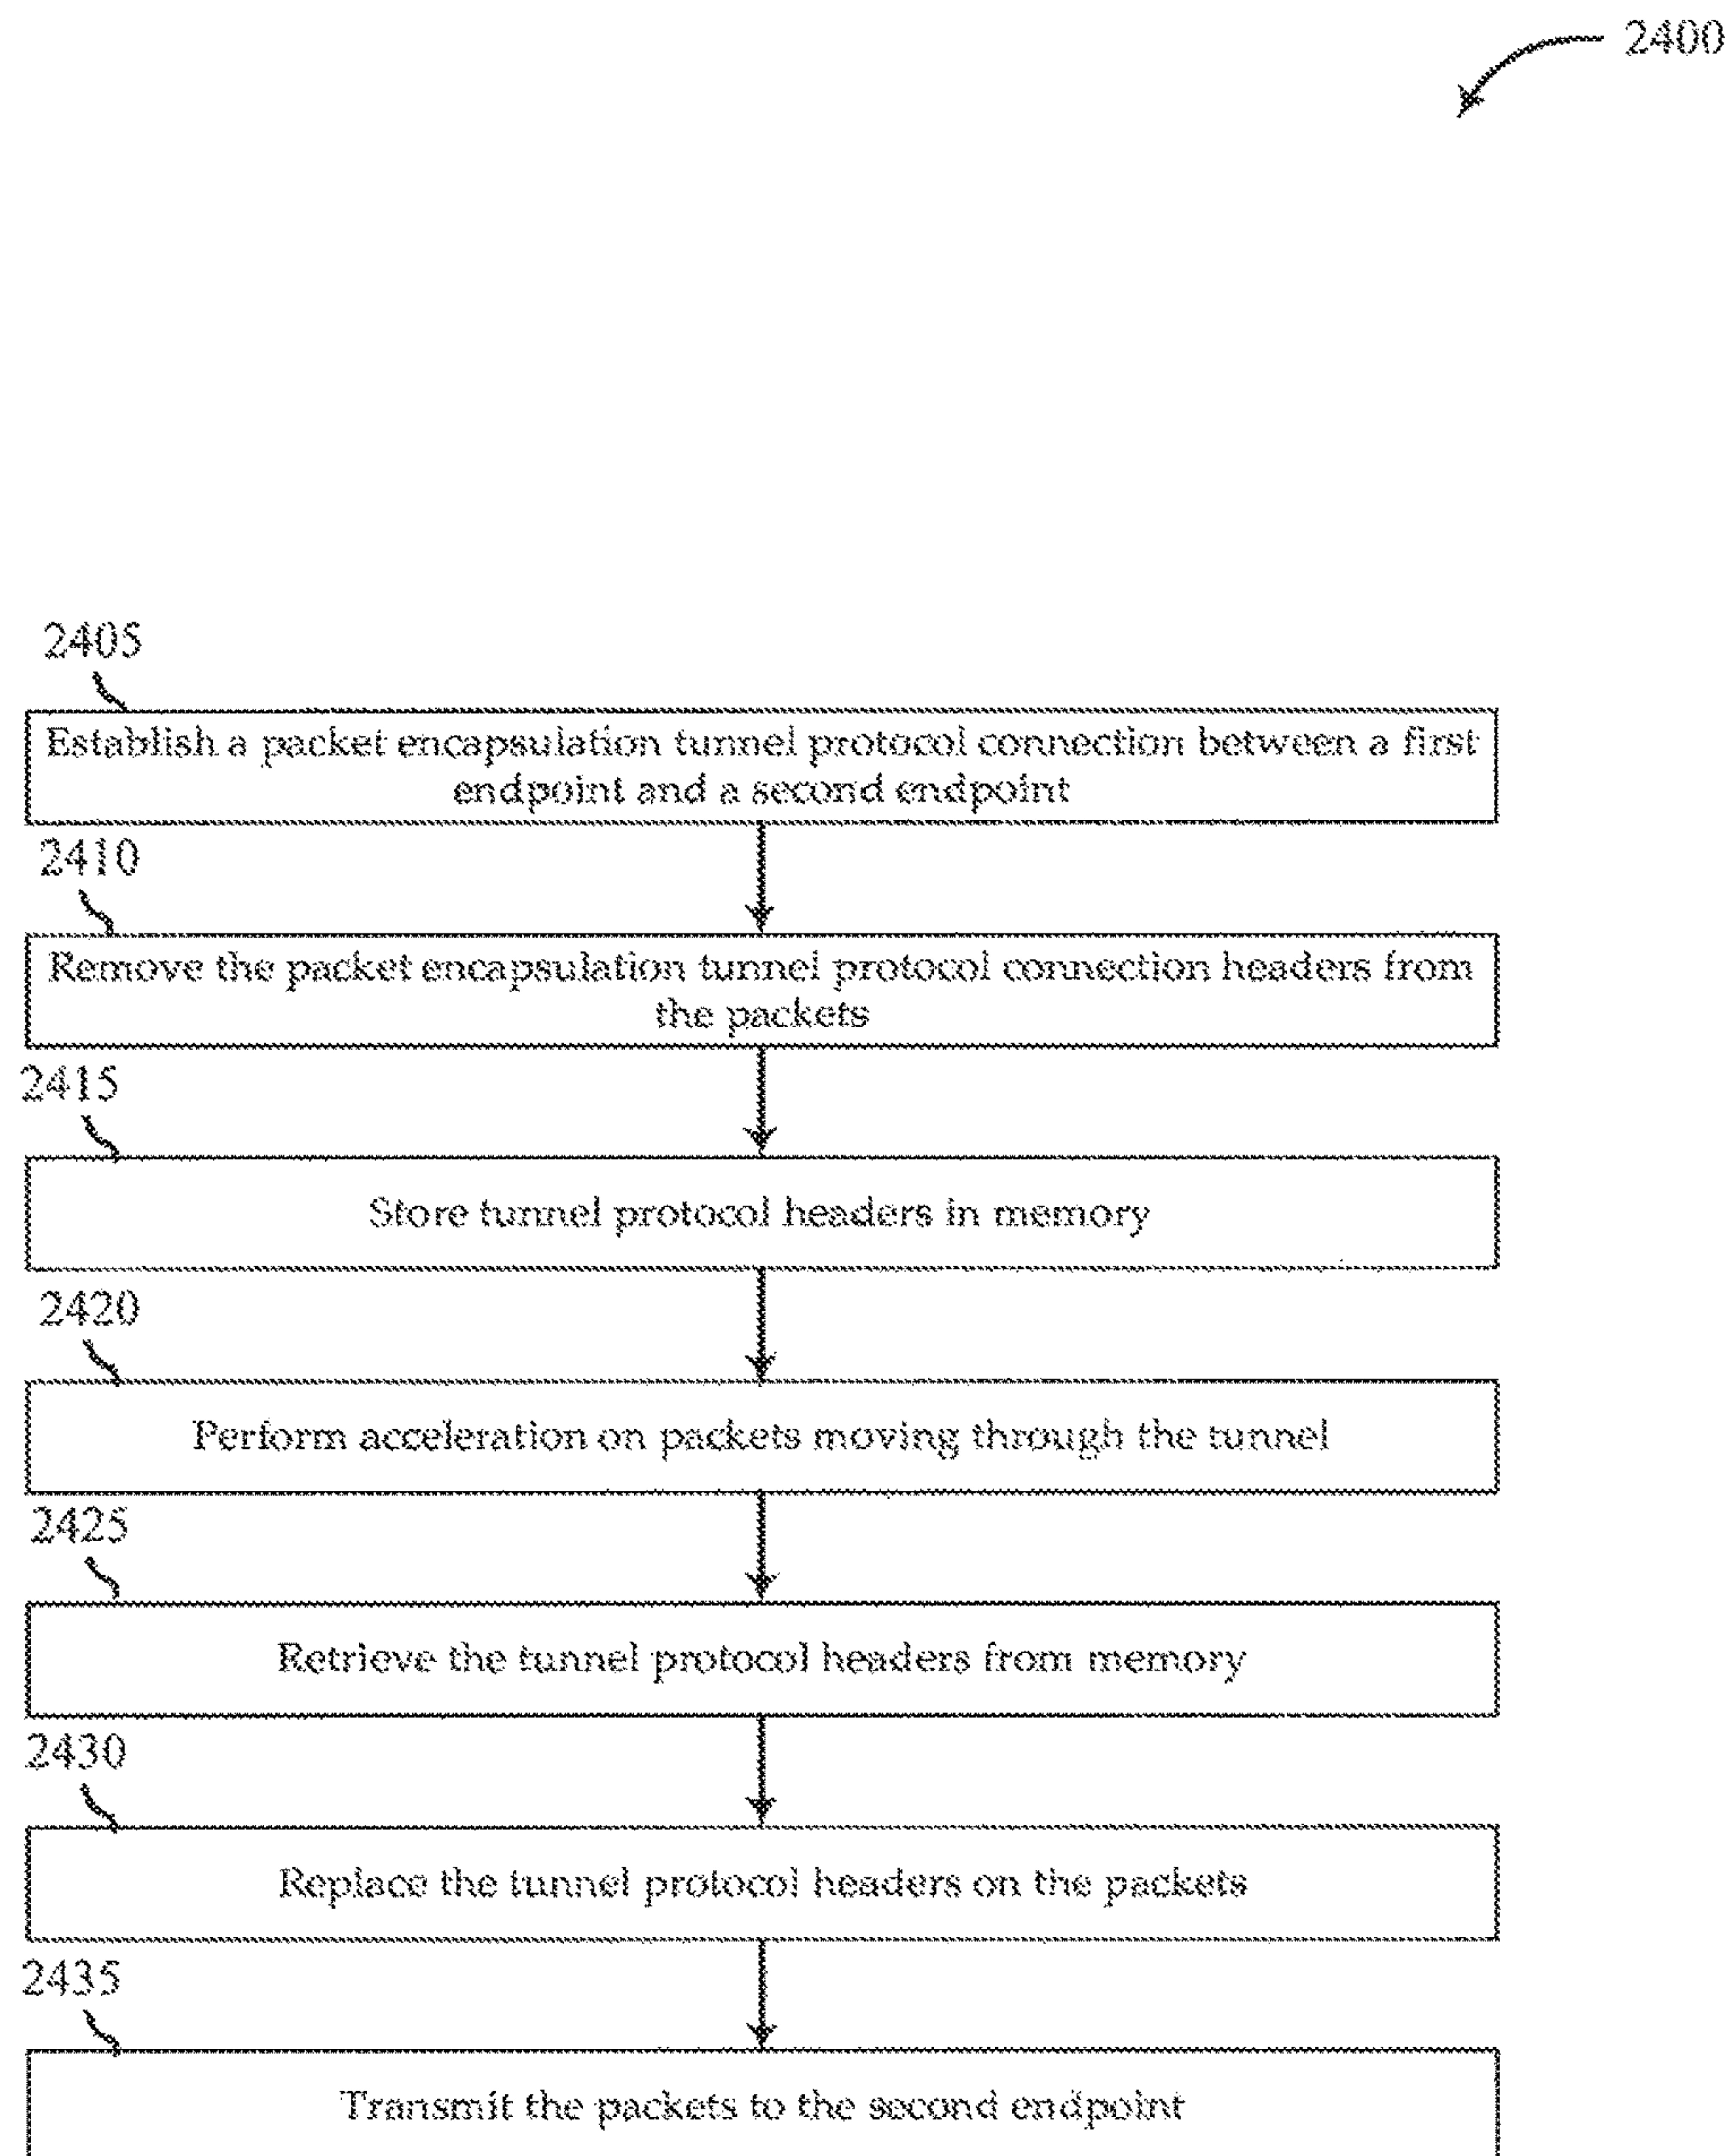 2400
2405
Establish a packet encapsulation tunnel protocol connection between a first
endpoint and a second endpoint
2410
Remove the packet encapsulation tunnel protocol connection headers from
the packets
2415
Store tunnel protocol headers in memory
2420
Perform acceleration on packets moving through the tunnel
2425
Retrieve the tunnel protocol headers from memory
2430
Replace the tunnel protocol headers on the packets
2435
Transmit the packets to the second endpoint